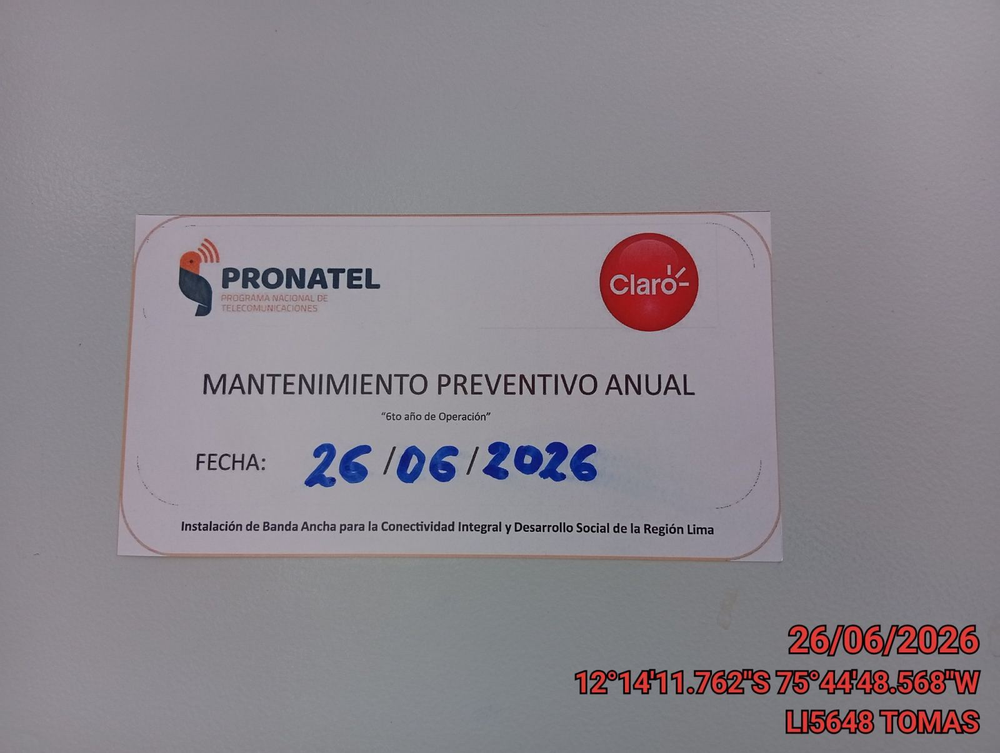 PRONATEL
PROGRAMA NACIONAL DE
TELECOMUNICACIONES
Claro
MANTENIMIENTO PREVENTIVO ANUAL
“6to año de Operación”
FECHA: 26/06/2026
Instalación de Banda Ancha para la Conectividad Integral y Desarrollo Social de la Región Lima
26/06/2026
12°14'11.762"S 75°44'48.568"W
LI5648 TOMAS